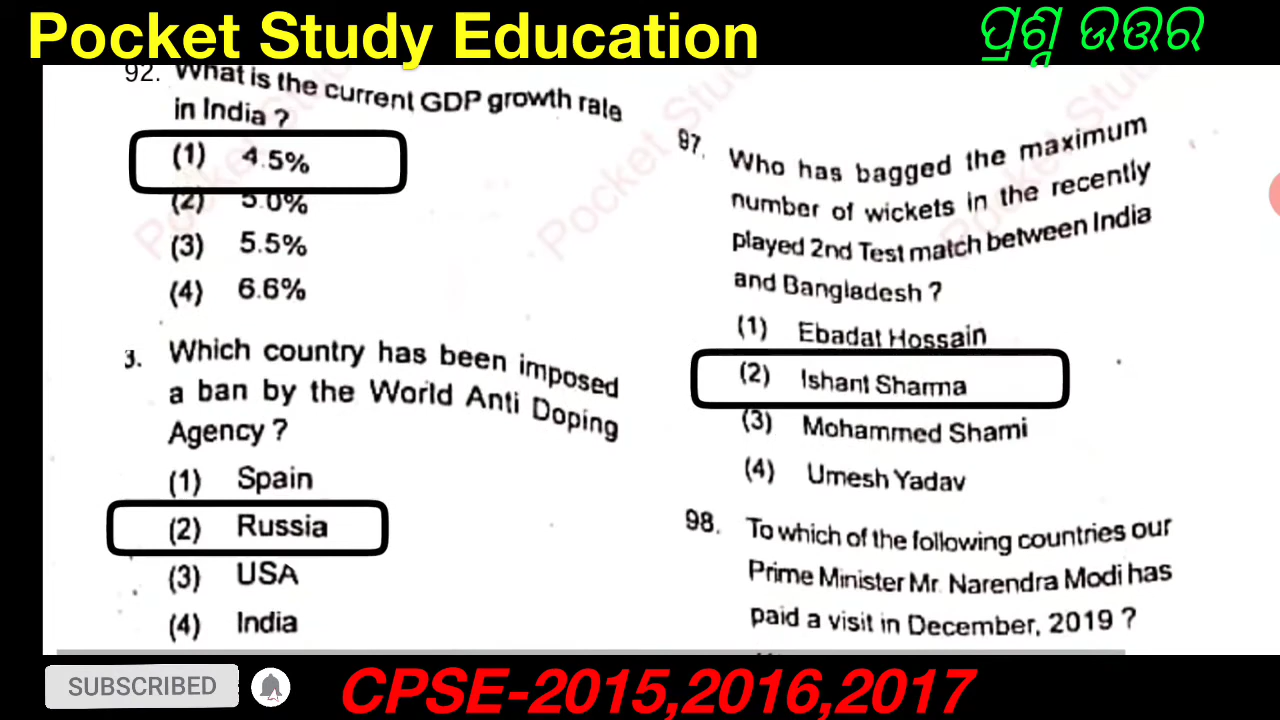 Pocket Study Education
ପ୍ରଶ୍ନ ଉତ୍ତର
92. What is the current GDP growth rale
in India ?
(1) 4.5%
(2) 5.0%
(3) 5.5%
(4) 6.6%
3. Which country has been imposed
a ban by the World Anti Doping
Agency ?
(1) Spain
(2) Russia
(3) USA
(4) India
97. Who has bagged the maximum
number of wickets in the recently
played 2nd Test match between India
and Bangladesh ?
(1) Ebadat Hossain
(2) Ishant Sharma
(3) Mohammed Shami
(4) Umesh Yadav
98. To which of the following countries our
Prime Minister Mr. Narendra Modi has
paid a visit in December, 2019 ?
SUBSCRIBED
CPSE-2015,2016,2017